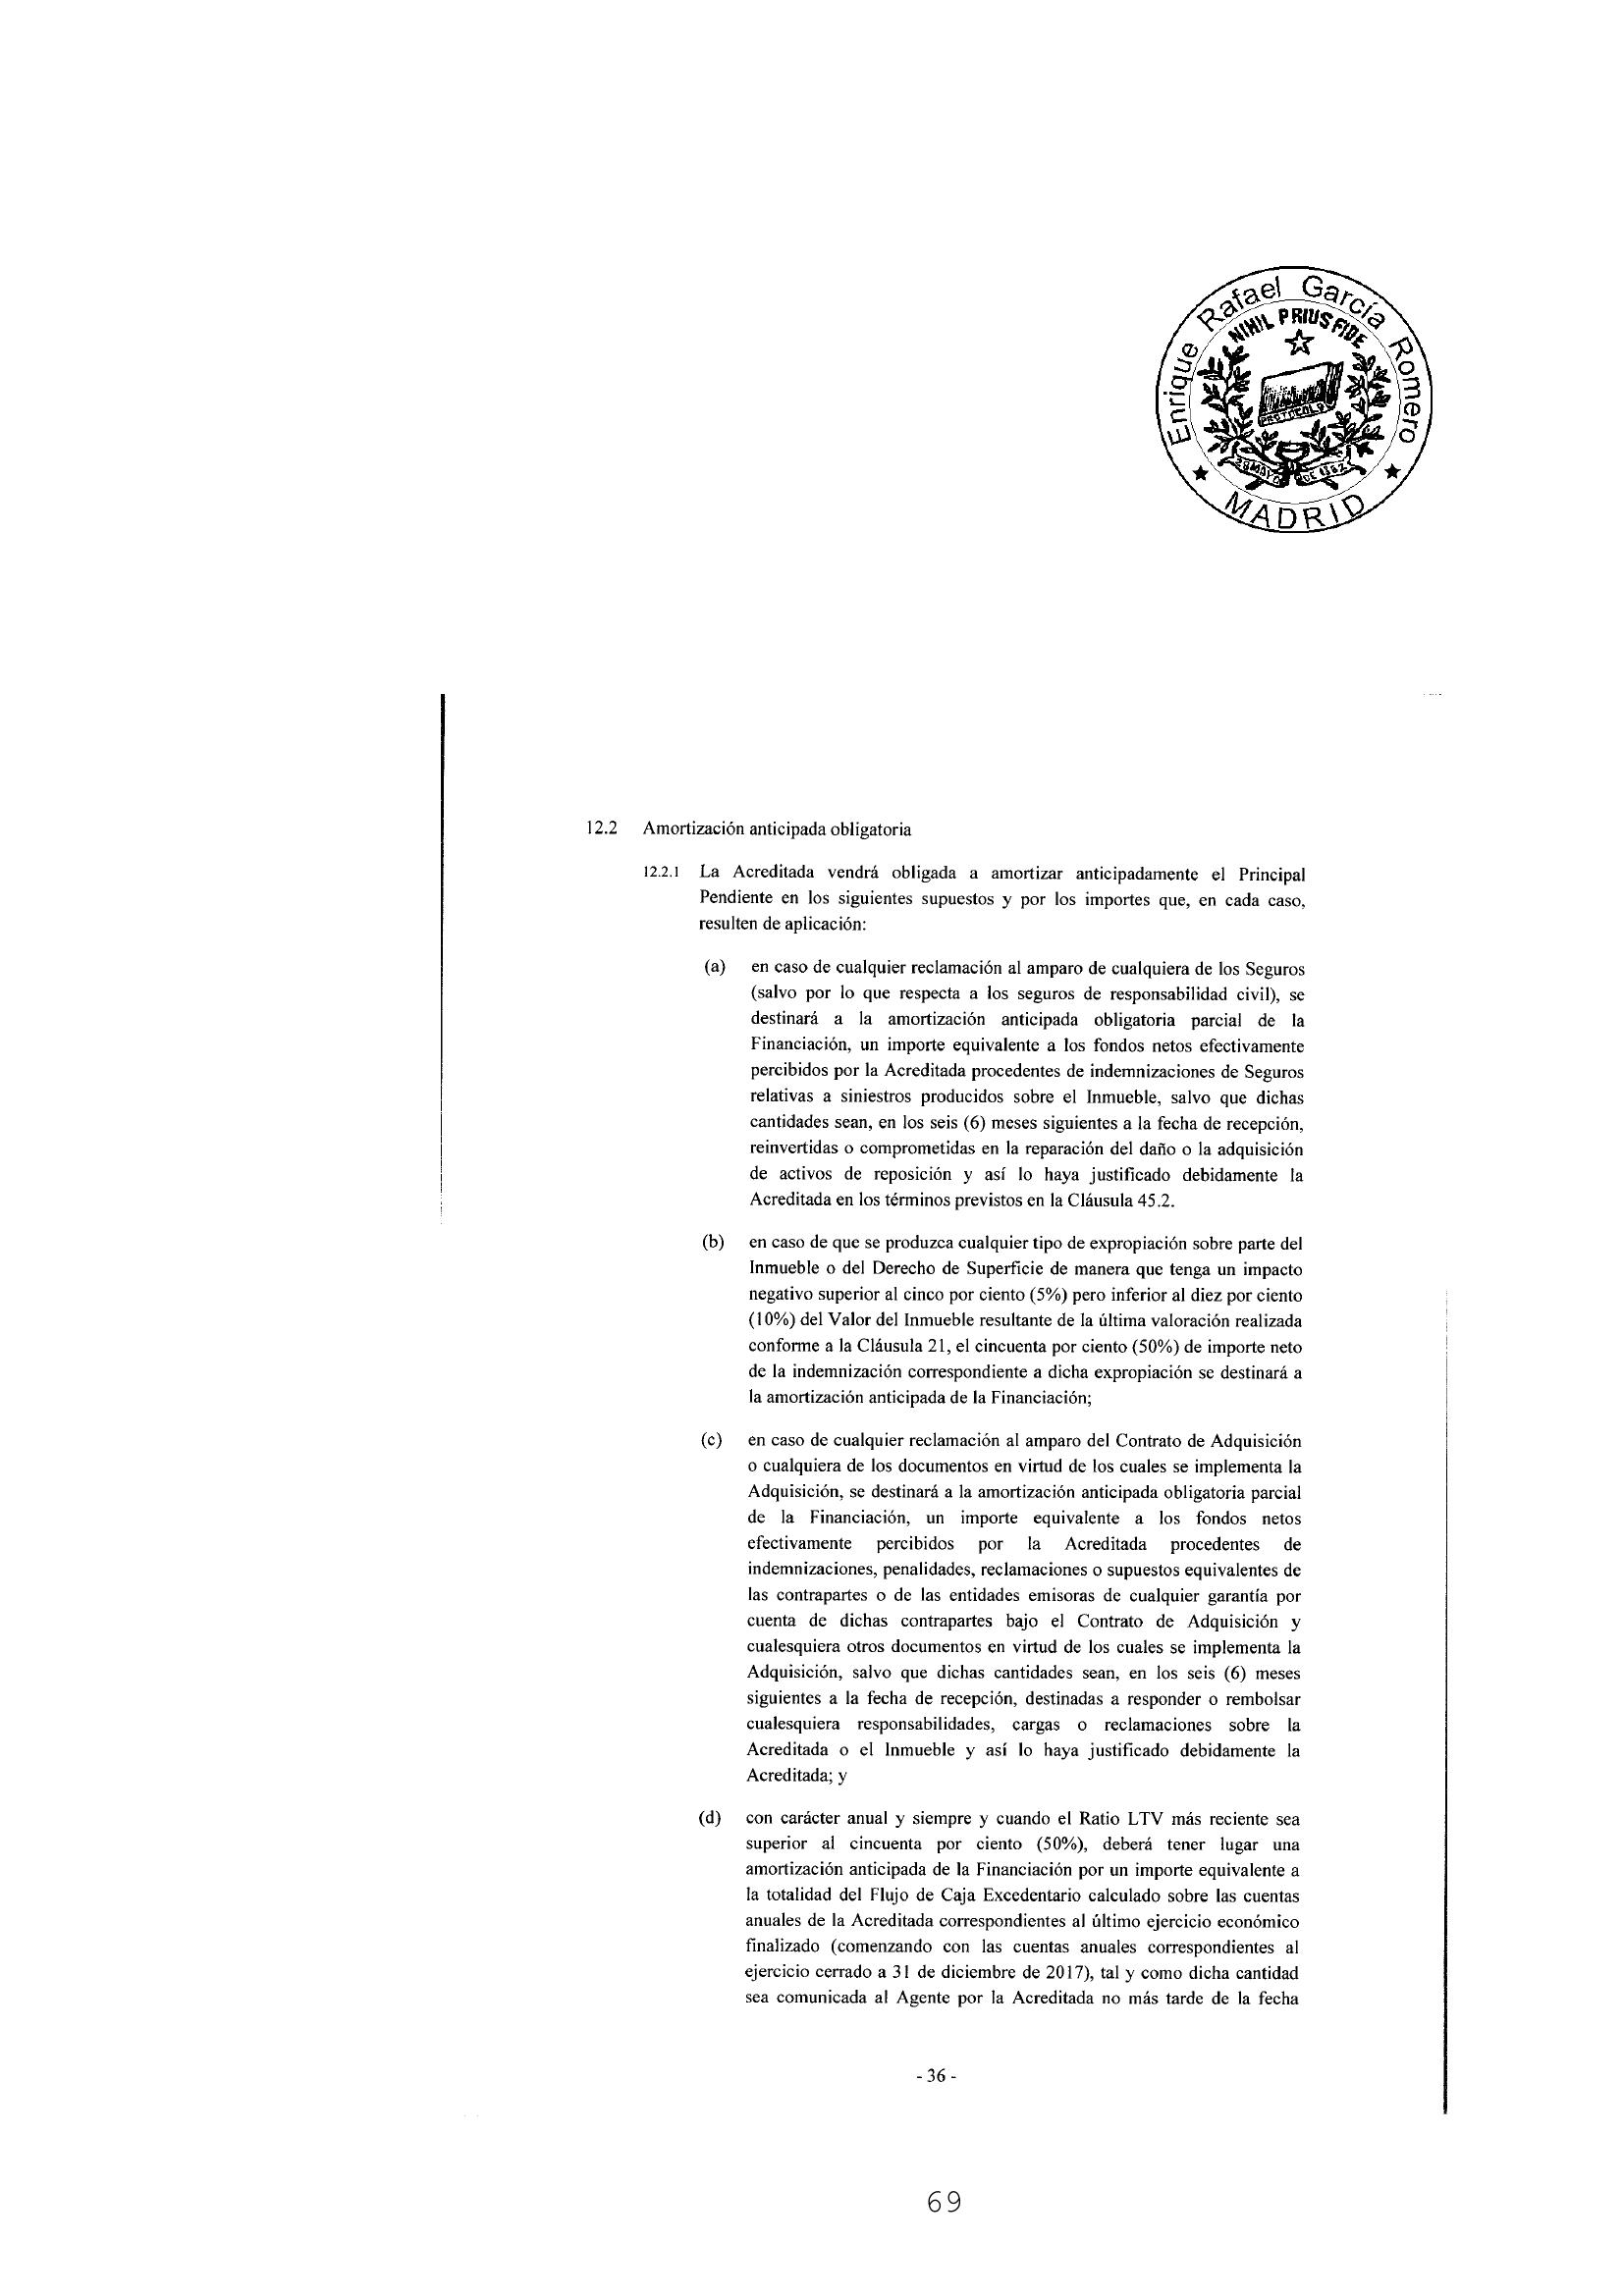 Enrique Rafael García Romero
NIHIL PRIUS FIDE
PROTOCOLO
28 MAYO DE 1862
★ MADRID ★
12.2 Amortización anticipada obligatoria
12.2.1 La Acreditada vendrá obligada a amortizar anticipadamente el Principal
Pendiente en los siguientes supuestos y por los importes que, en cada caso,
resulten de aplicación:
(a) en caso de cualquier reclamación al amparo de cualquiera de los Seguros
(salvo por lo que respecta a los seguros de responsabilidad civil), se
destinará a la amortización anticipada obligatoria parcial de la
Financiación, un importe equivalente a los fondos netos efectivamente
percibidos por la Acreditada procedentes de indemnizaciones de Seguros
relativas a siniestros producidos sobre el Inmueble, salvo que dichas
cantidades sean, en los seis (6) meses siguientes a la fecha de recepción,
reinvertidas o comprometidas en la reparación del daño o la adquisición
de activos de reposición y así lo haya justificado debidamente la
Acreditada en los términos previstos en la Cláusula 45.2.
(b) en caso de que se produzca cualquier tipo de expropiación sobre parte del
Inmueble o del Derecho de Superficie de manera que tenga un impacto
negativo superior al cinco por ciento (5%) pero inferior al diez por ciento
(10%) del Valor del Inmueble resultante de la última valoración realizada
conforme a la Cláusula 21, el cincuenta por ciento (50%) de importe neto
de la indemnización correspondiente a dicha expropiación se destinará a
la amortización anticipada de la Financiación;
(c) en caso de cualquier reclamación al amparo del Contrato de Adquisición
o cualquiera de los documentos en virtud de los cuales se implementa la
Adquisición, se destinará a la amortización anticipada obligatoria parcial
de la Financiación, un importe equivalente a los fondos netos
efectivamente percibidos por la Acreditada procedentes de
indemnizaciones, penalidades, reclamaciones o supuestos equivalentes de
las contrapartes o de las entidades emisoras de cualquier garantía por
cuenta de dichas contrapartes bajo el Contrato de Adquisición y
cualesquiera otros documentos en virtud de los cuales se implementa la
Adquisición, salvo que dichas cantidades sean, en los seis (6) meses
siguientes a la fecha de recepción, destinadas a responder o rembolsar
cualesquiera responsabilidades, cargas o reclamaciones sobre la
Acreditada o el Inmueble y así lo haya justificado debidamente la
Acreditada; y
(d) con carácter anual y siempre y cuando el Ratio LTV más reciente sea
superior al cincuenta por ciento (50%), deberá tener lugar una
amortización anticipada de la Financiación por un importe equivalente a
la totalidad del Flujo de Caja Excedentario calculado sobre las cuentas
anuales de la Acreditada correspondientes al último ejercicio económico
finalizado (comenzando con las cuentas anuales correspondientes al
ejercicio cerrado a 31 de diciembre de 2017), tal y como dicha cantidad
sea comunicada al Agente por la Acreditada no más tarde de la fecha
- 36 -
69